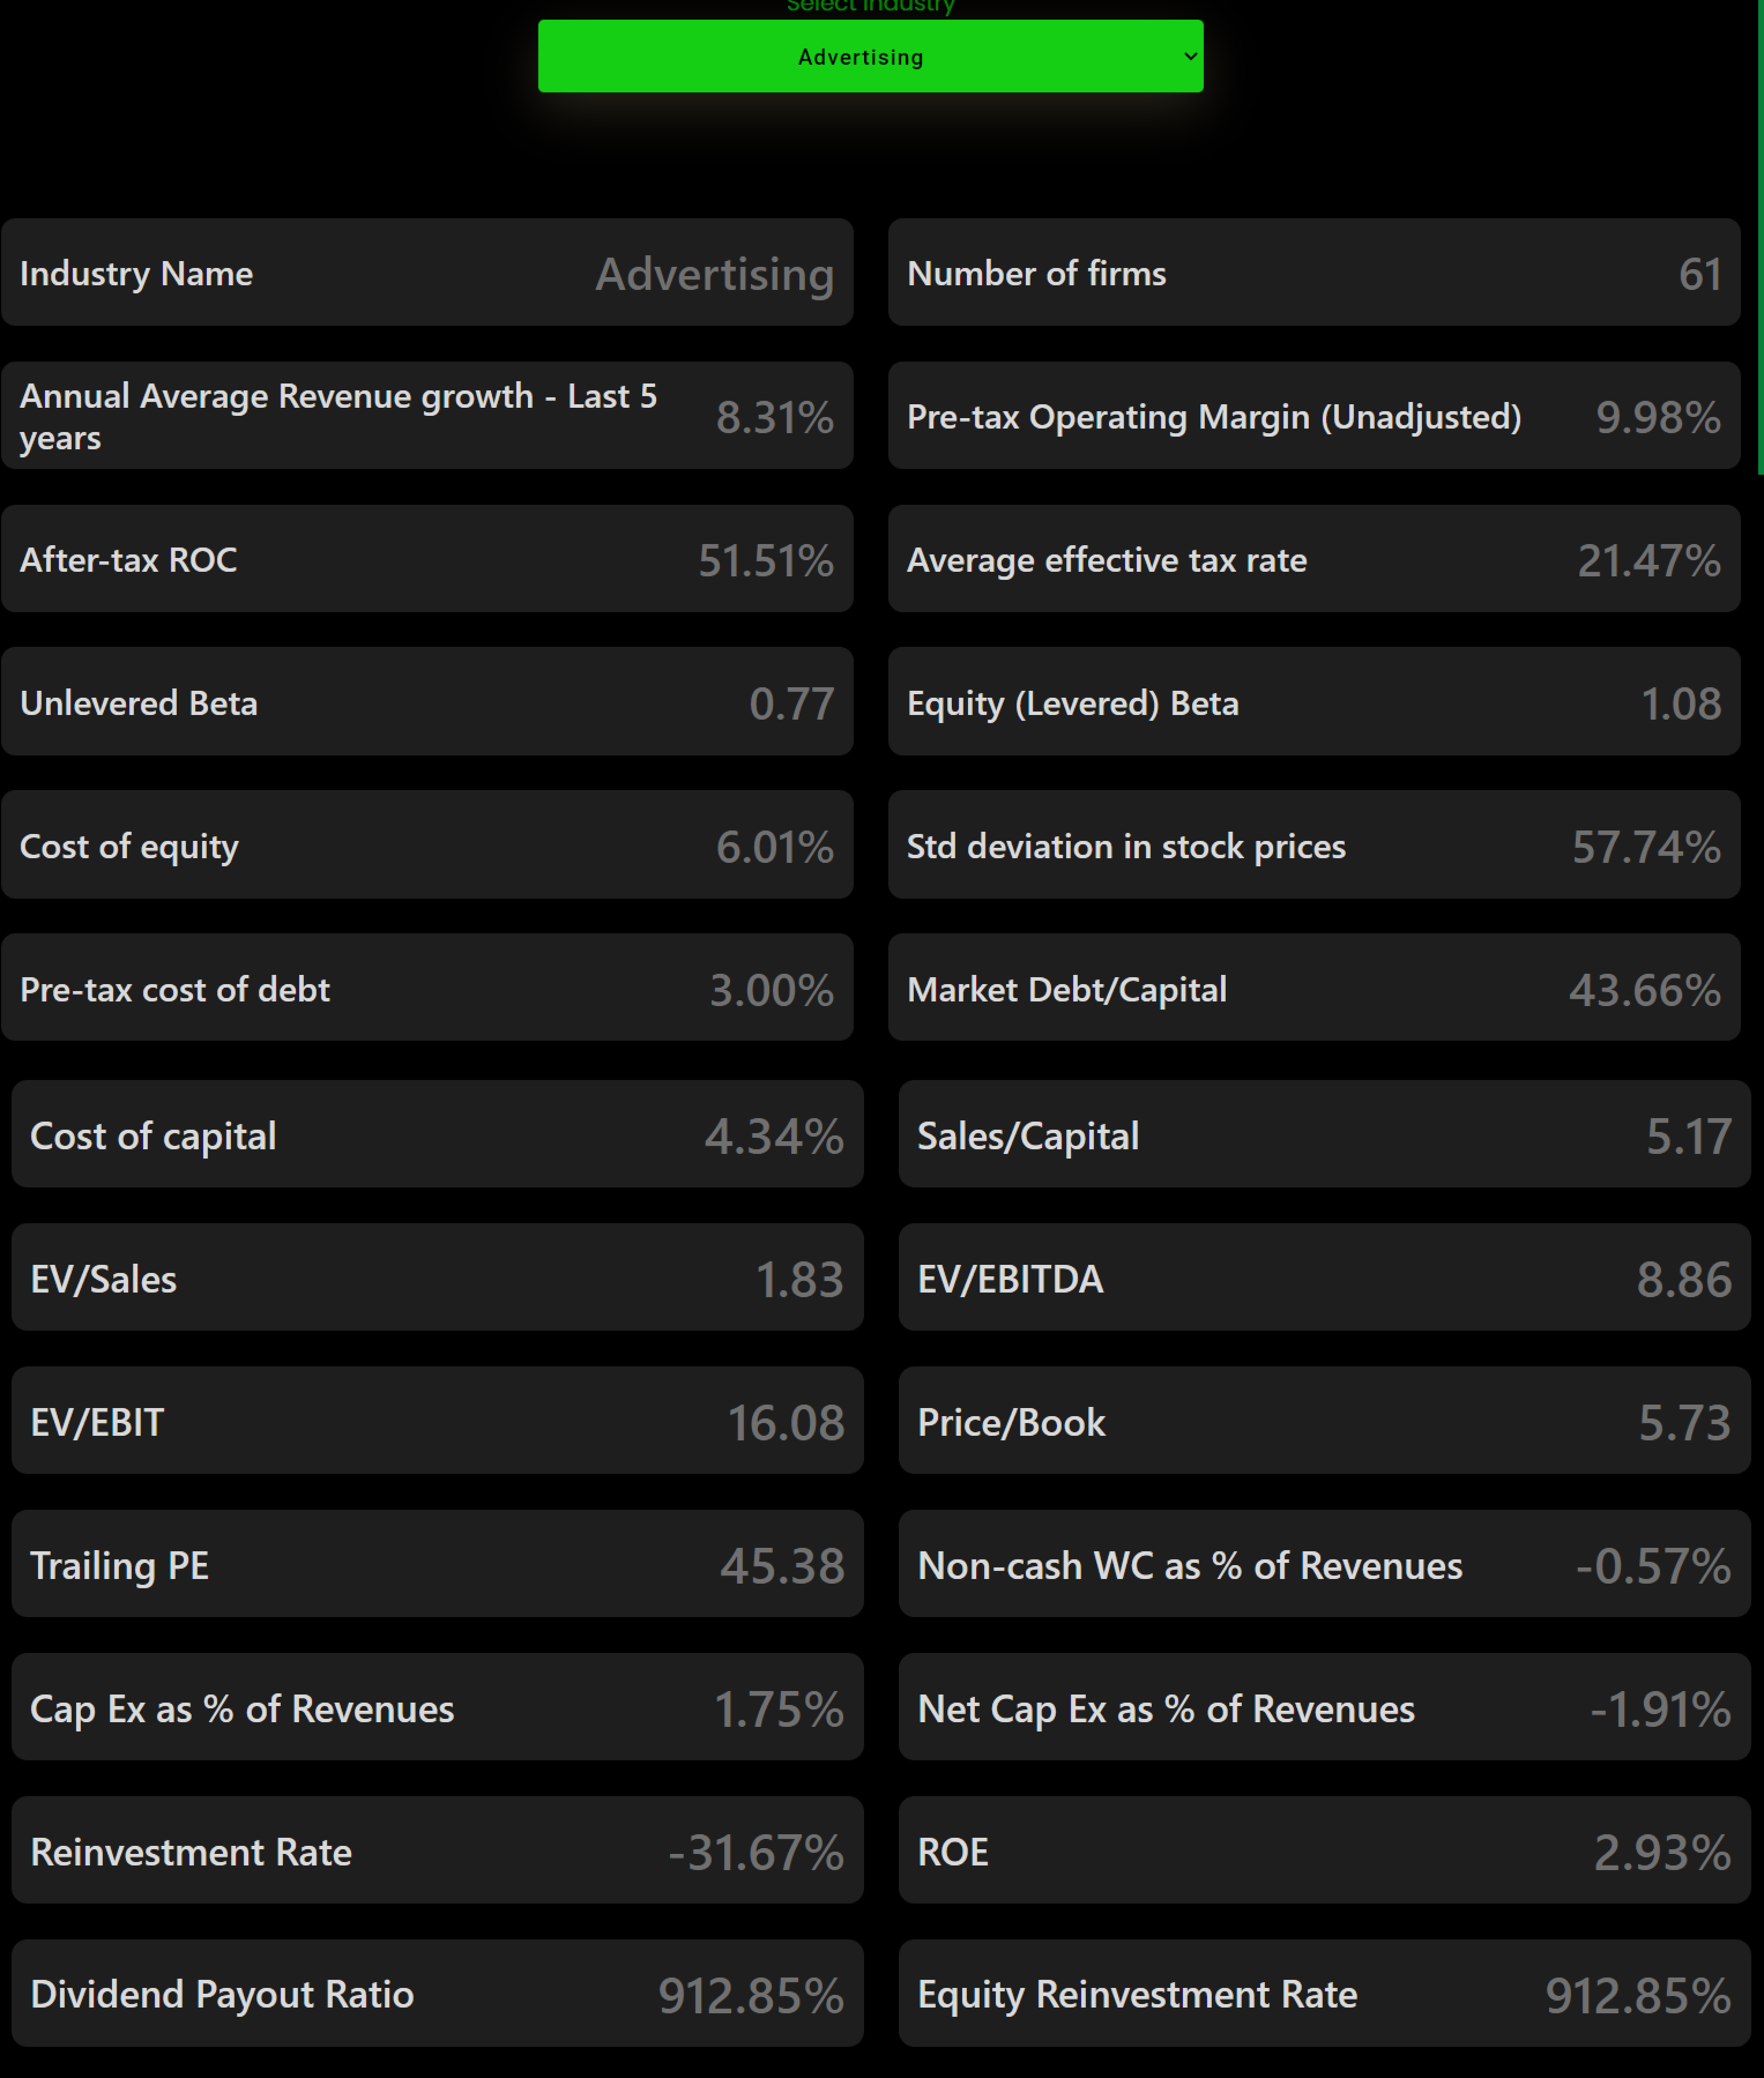 Select Industry
Advertising
Industry Name Advertising
Number of firms 61
Annual Average Revenue growth - Last 5
years 8.31%
Pre-tax Operating Margin (Unadjusted) 9.98%
After-tax ROC 51.51%
Average effective tax rate 21.47%
Unlevered Beta 0.77
Equity (Levered) Beta 1.08
Cost of equity 6.01%
Std deviation in stock prices 57.74%
Pre-tax cost of debt 3.00%
Market Debt/Capital 43.66%
Cost of capital 4.34%
Sales/Capital 5.17
EV/Sales 1.83
EV/EBITDA 8.86
EV/EBIT 16.08
Price/Book 5.73
Trailing PE 45.38
Non-cash WC as % of Revenues -0.57%
Cap Ex as % of Revenues 1.75%
Net Cap Ex as % of Revenues -1.91%
Reinvestment Rate -31.67%
ROE 2.93%
Dividend Payout Ratio 912.85%
Equity Reinvestment Rate 912.85%